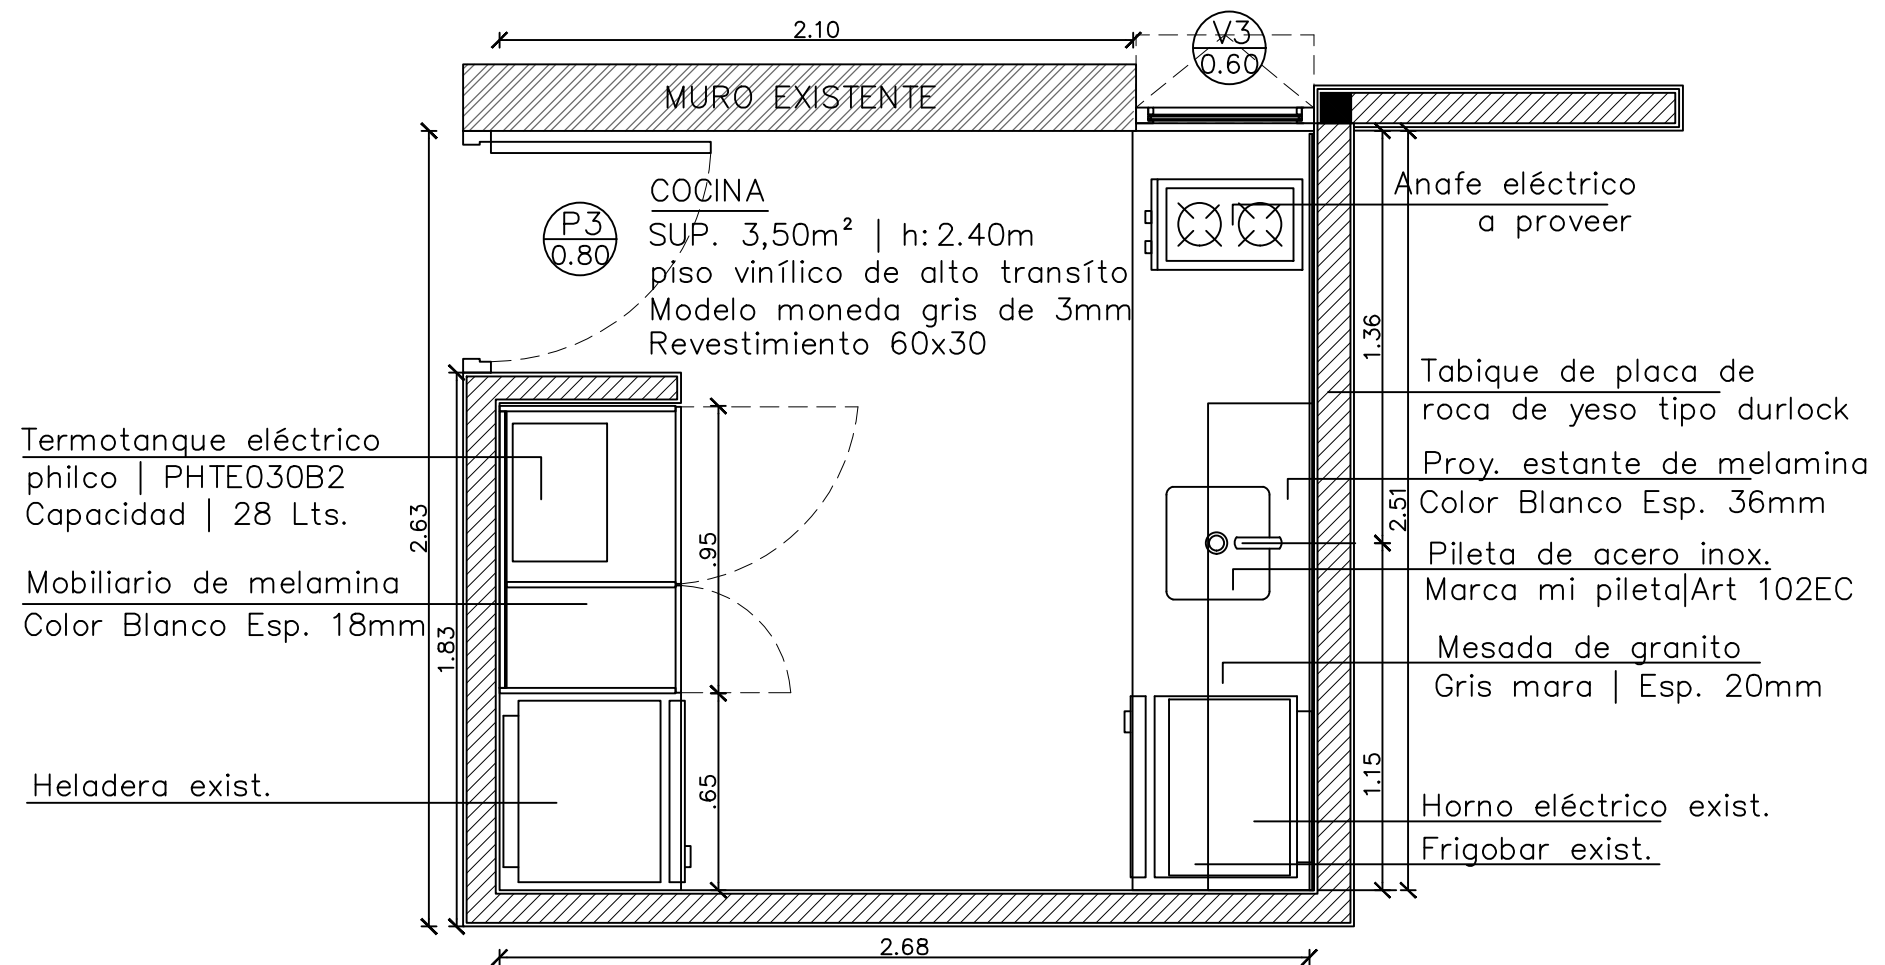 2.10
V3
0.60
MURO EXISTENTE
COCINA
SUP. 3,50m² | h: 2.40m
piso vinílico de alto transíto
Modelo moneda gris de 3mm
Revestimiento 60x30
P3
0.80
Anafe eléctrico
a proveer
1.36
Tabique de placa de
roca de yeso tipo durlock
Termotanque eléctrico
philco | PHTE030B2
Capacidad | 28 Lts.
2.63
.95
Proy. estante de melamina
Color Blanco Esp. 36mm
2.51
Pileta de acero inox.
Marca mi pileta|Art 102EC
Mobiliario de melamina
Color Blanco Esp. 18mm
1.83
Mesada de granito
Gris mara | Esp. 20mm
Heladera exist.
.65
1.15
Horno eléctrico exist.
Frigobar exist.
2.68